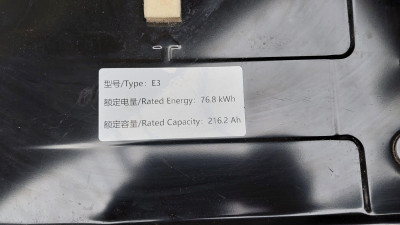 型号/Type: E3
额定电量/Rated Energy: 76.8 kWh
额定容量/Rated Capacity: 216.2 Ah